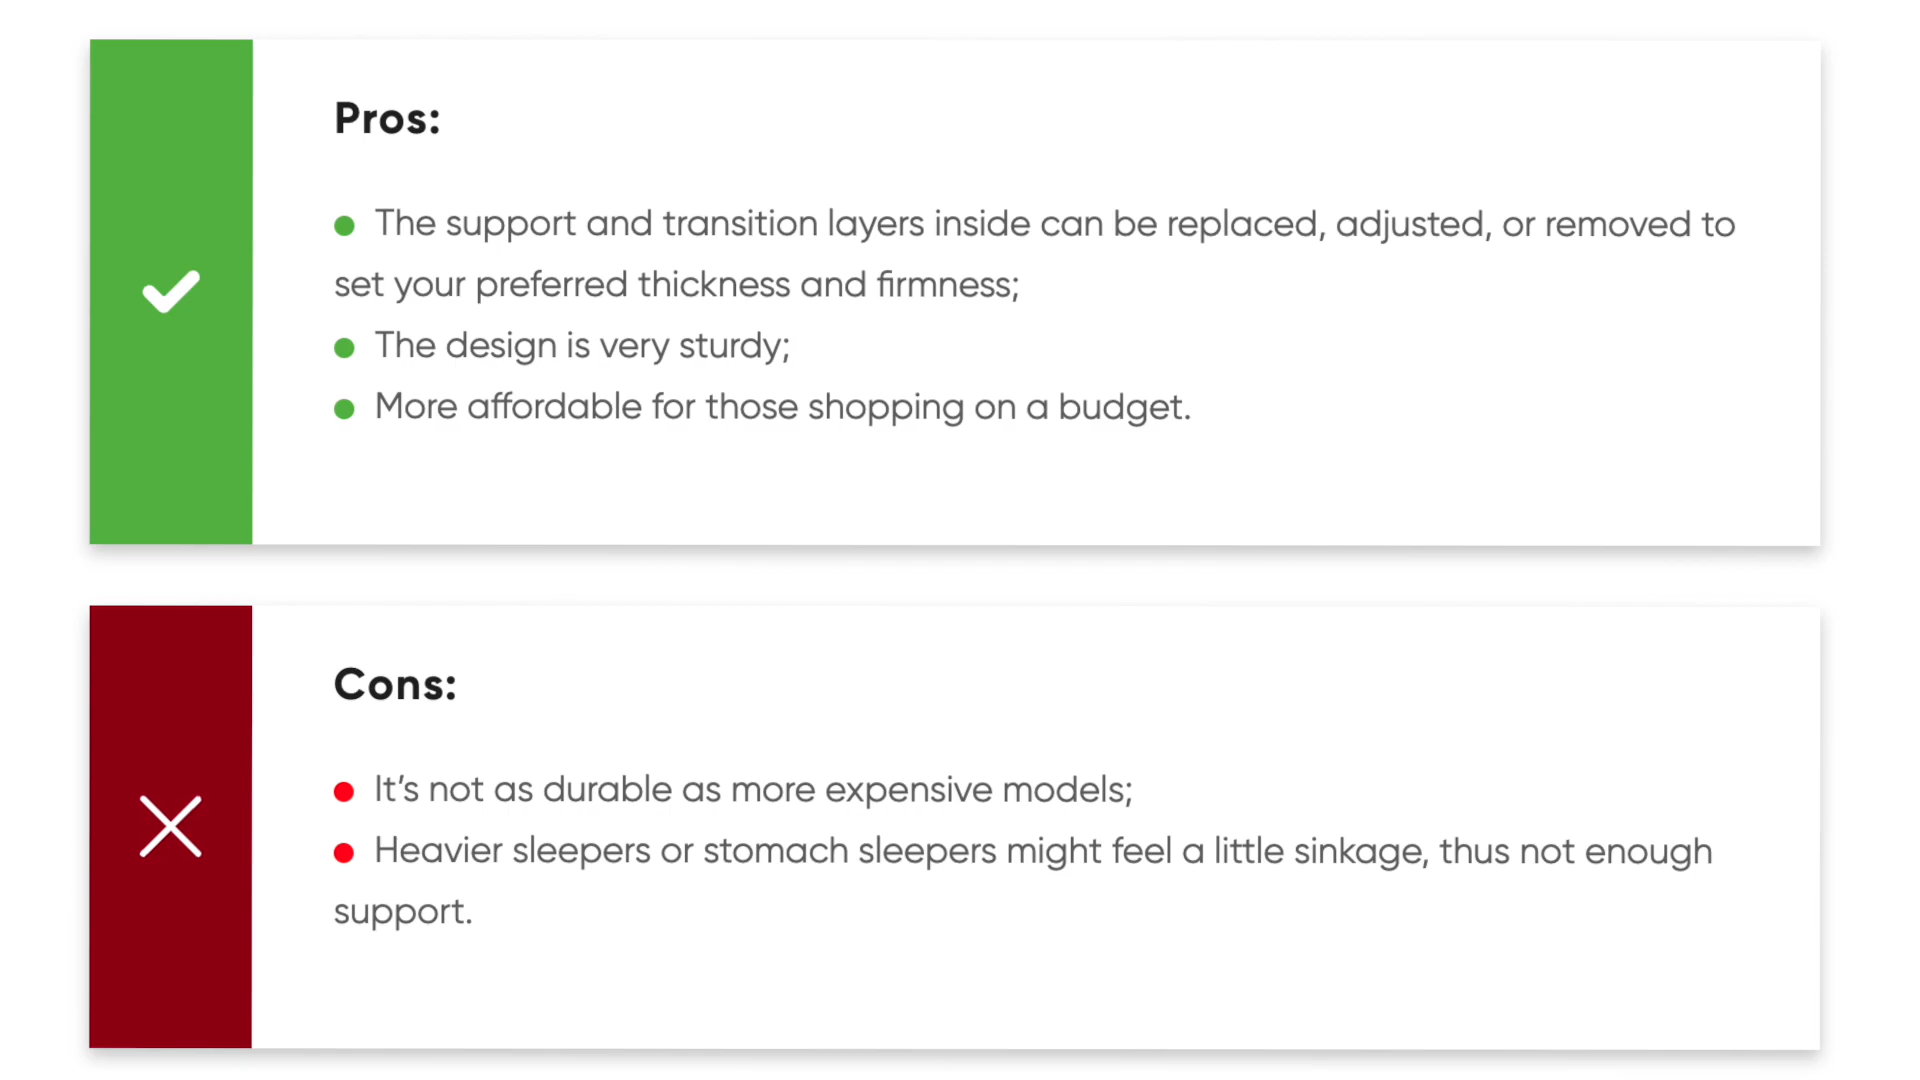 Pros:
● The support and transition layers inside can be replaced, adjusted, or removed to
set your preferred thickness and firmness;
● The design is very sturdy;
● More affordable for those shopping on a budget.
Cons:
● It’s not as durable as more expensive models;
● Heavier sleepers or stomach sleepers might feel a little sinkage, thus not enough
support.